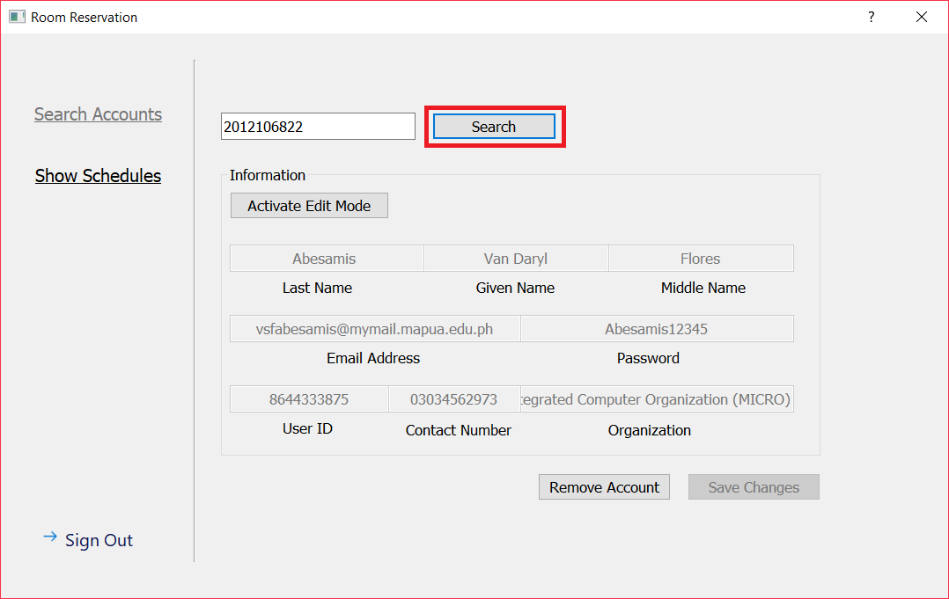 Room Reservation
?
Search Accounts
Show Schedules
2012106822
Search
Information
Activate Edit Mode
Abesamis Van Daryl Flores
Last Name Given Name Middle Name
vsfabesamis@mymail.mapua.edu.ph Abesamis12345
Email Address Password
8644333875 03034562973 tegrated Computer Organization (MICRO)
User ID Contact Number Organization
Remove Account Save Changes
Sign Out